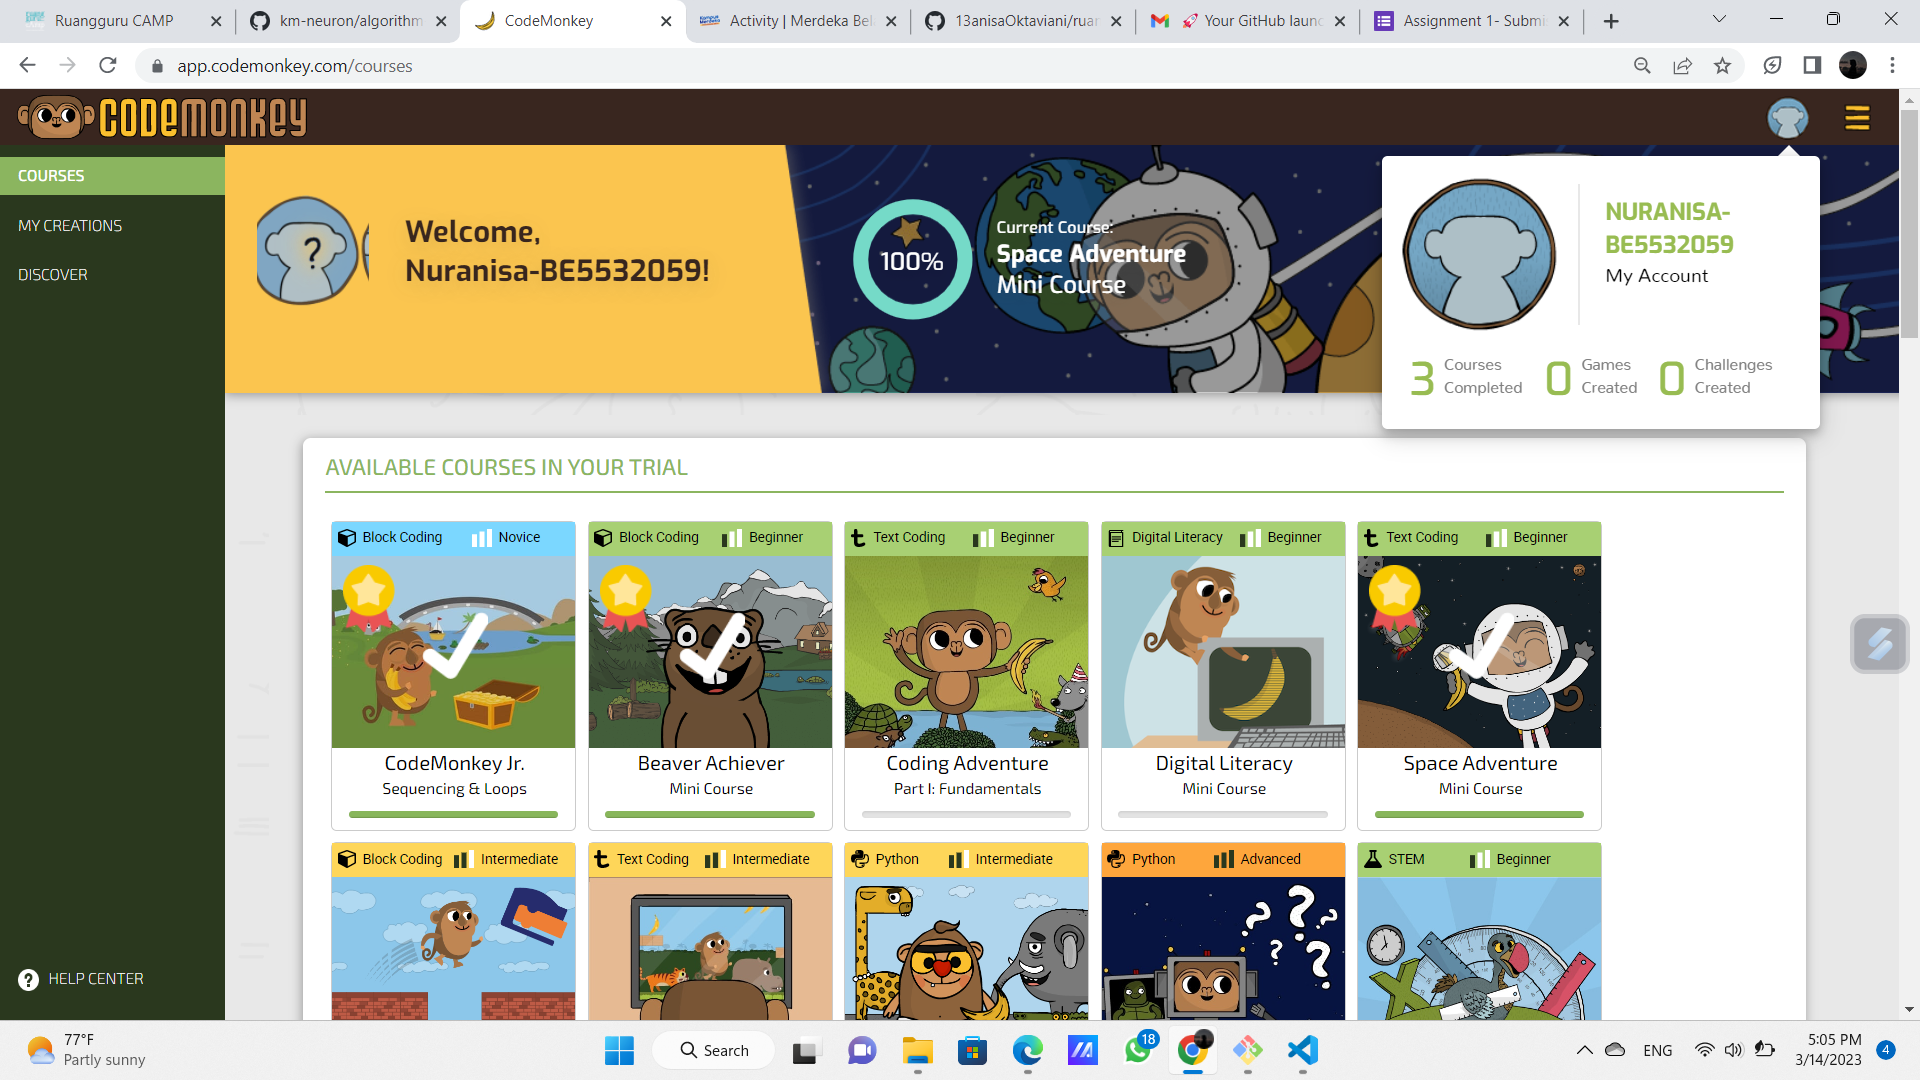 Ruangguru CAMP
km-neuron/algorithm
CodeMonkey
Activity | Merdeka Bel
13anisaOktaviani/ruar
🚀 Your GitHub launc
Assignment 1- Submi
app.codemonkey.com/courses
CODEMONKEY
COURSES
MY CREATIONS
DISCOVER
HELP CENTER
?
Welcome,
Nuranisa-BE5532059!
100%
Current Course:
Space Adventure
Mini Course
NURANISA-
BE5532059
My Account
3 Courses Completed
0 Games Created
0 Challenges Created
AVAILABLE COURSES IN YOUR TRIAL
Block Coding Novice
CodeMonkey Jr.
Sequencing & Loops
Block Coding Beginner
Beaver Achiever
Mini Course
Text Coding Beginner
Coding Adventure
Part I: Fundamentals
Digital Literacy Beginner
Digital Literacy
Mini Course
Text Coding Beginner
Space Adventure
Mini Course
Block Coding Intermediate
Text Coding Intermediate
Python Intermediate
Python Advanced
? ? ? ? ?
STEM Beginner
77°F
Partly sunny
Search
18
ENG
5:05 PM
3/14/2023
4